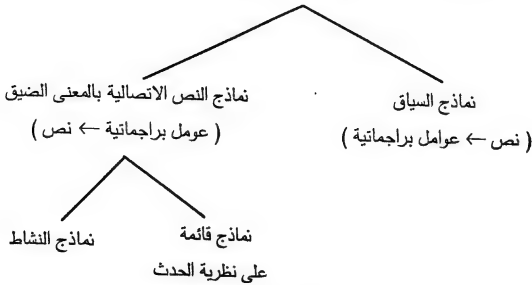 نماذج السياق
( نص ← عوامل براجماتية )
نماذج النص الاتصالية بالمعنى الضيق
( عومل براجماتية ← نص )
نماذج قائمة
على نظرية الحدث
نماذج النشاط